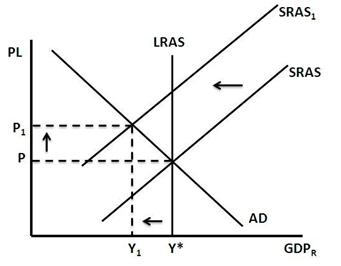 SRAS₁
LRAS
PL
SRAS
P₁
P
AD
Y₁ Y* GDPR